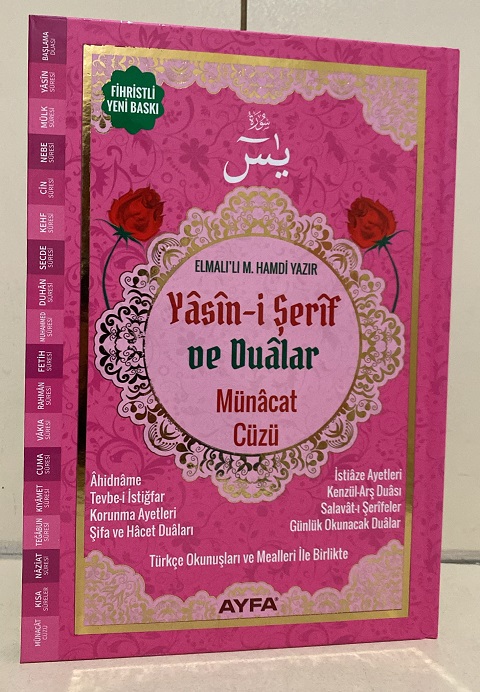 BAŞLAMA
DUASI
YÂSÎN
SÛRESİ
MÜLK
SÛRESİ
NEBE
SÛRESİ
CİN
SÛRESİ
KEHF
SÛRESİ
SECDE
SÛRESİ
DUHÂN
SÛRESİ
MUHAMMED
SÛRESİ
FETİH
SÛRESİ
RAHMÂN
SÛRESİ
VÂKIA
SÛRESİ
CUMA
SÛRESİ
KIYÂMET
SÛRESİ
TEĞÂBUN
SÛRESİ
NÂZİAT
SÛRESİ
KISA
SÛRELER
MÜNÂCÂT
CÜZÜ
FİHRİSTLİ
YENİ BASKI
سُورَةُ
يٰسٓ
ELMALI'LI M. HAMDİ YAZIR
Yâsîn-i Şerîf
ve Duâlar
Münâcat
Cüzü
Âhidnâme
Tevbe-i İstiğfar
Korunma Ayetleri
Şifa ve Hâcet Duâları
İstiâze Ayetleri
Kenzül-Arş Duâsı
Salavât-ı Şerîfeler
Günlük Okunacak Duâlar
Türkçe Okunuşları ve Mealleri İle Birlikte
AYFA